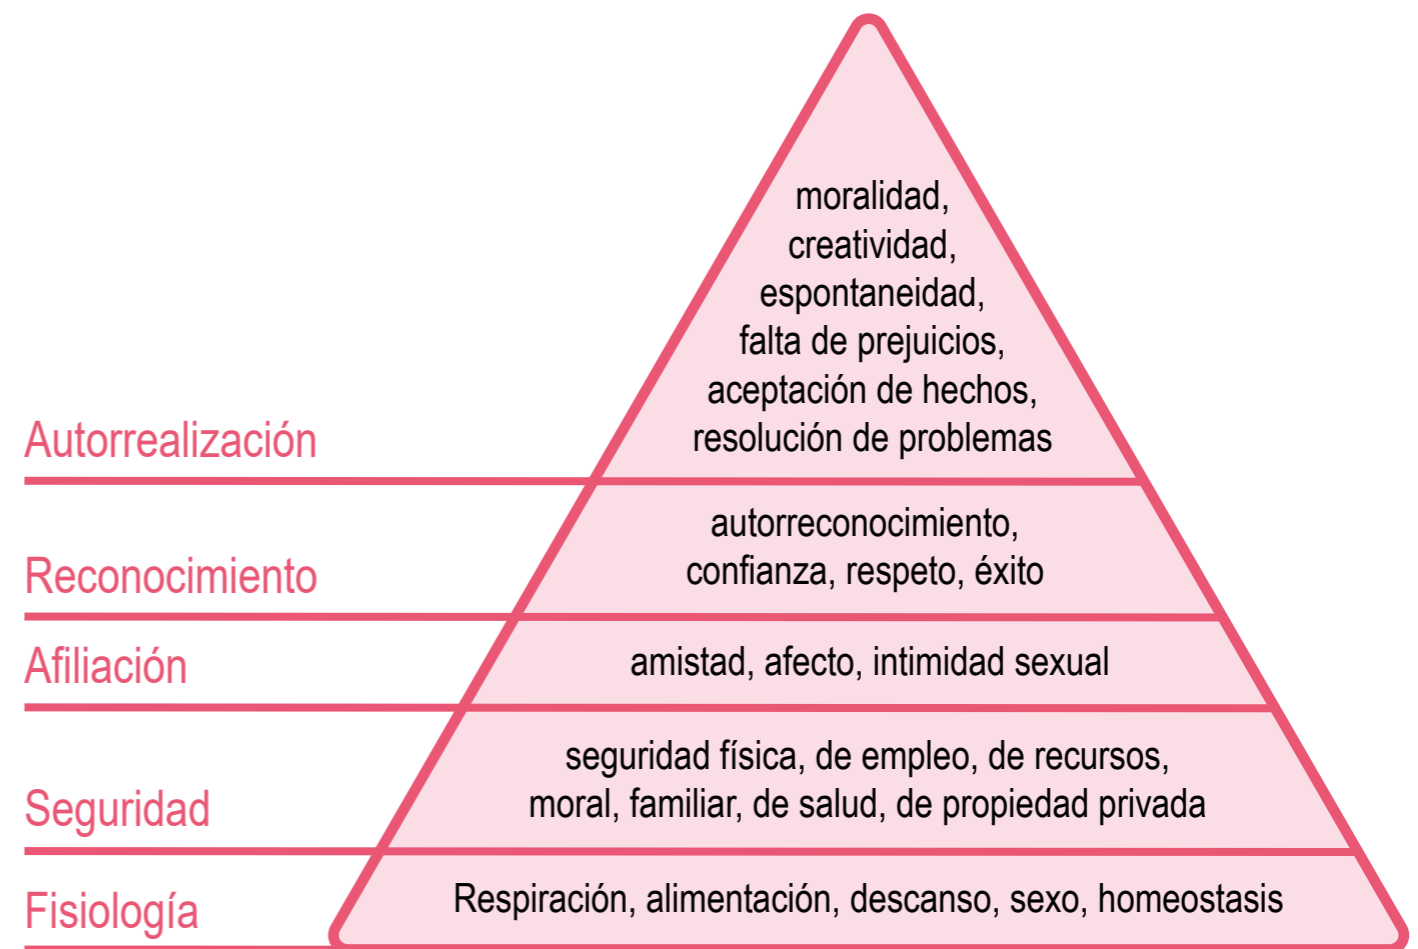 moralidad,
creatividad,
espontaneidad,
falta de prejuicios,
aceptación de hechos,
resolución de problemas
Autorrealización
autorreconocimiento,
confianza, respeto, éxito
Reconocimiento
amistad, afecto, intimidad sexual
Afiliación
seguridad física, de empleo, de recursos,
moral, familiar, de salud, de propiedad privada
Seguridad
Respiración, alimentación, descanso, sexo, homeostasis
Fisiología